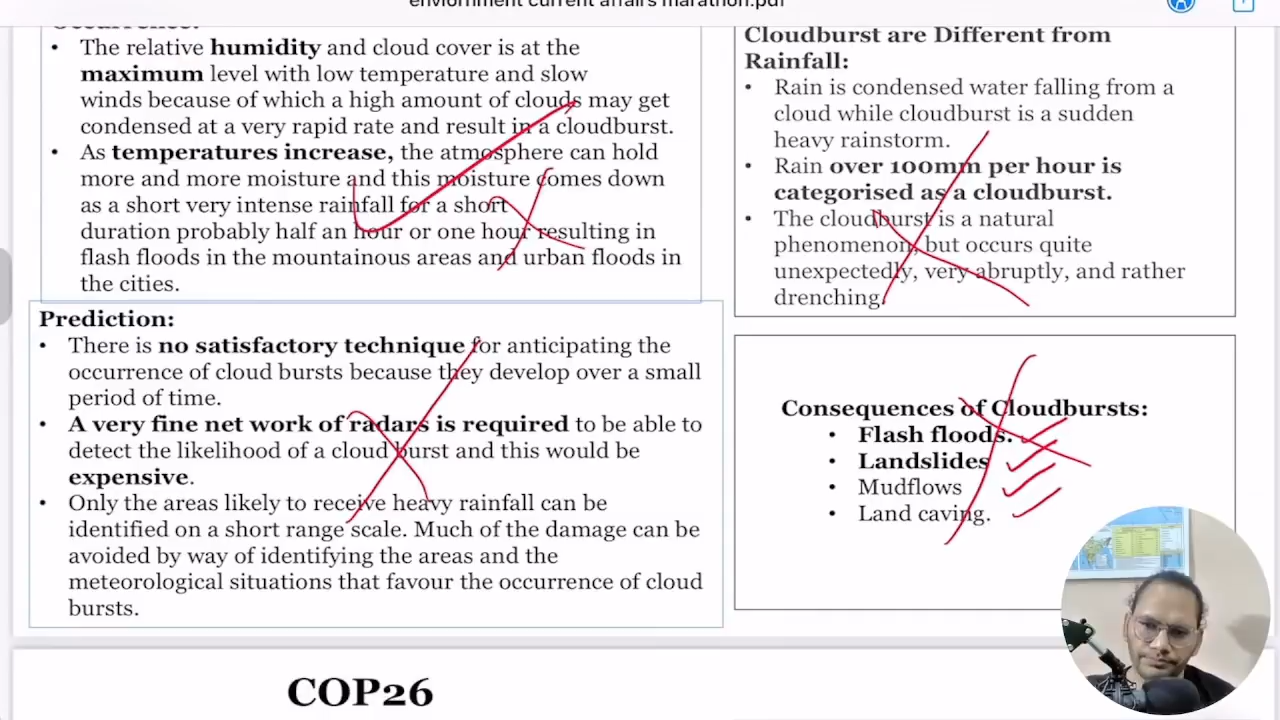 enviornment current affairs marathon.pdf
Occurrence:
• The relative humidity and cloud cover is at the
maximum level with low temperature and slow
winds because of which a high amount of clouds may get
condensed at a very rapid rate and result in a cloudburst.
• As temperatures increase, the atmosphere can hold
more and more moisture and this moisture comes down
as a short very intense rainfall for a short
duration probably half an hour or one hour resulting in
flash floods in the mountainous areas and urban floods in
the cities.
Prediction:
• There is no satisfactory technique for anticipating the
occurrence of cloud bursts because they develop over a small
period of time.
• A very fine net work of radars is required to be able to
detect the likelihood of a cloud burst and this would be
expensive.
• Only the areas likely to receive heavy rainfall can be
identified on a short range scale. Much of the damage can be
avoided by way of identifying the areas and the
meteorological situations that favour the occurrence of cloud
bursts.
Cloudburst are Different from
Rainfall:
• Rain is condensed water falling from a
cloud while cloudburst is a sudden
heavy rainstorm.
• Rain over 100mm per hour is
categorised as a cloudburst.
• The cloudburst is a natural
phenomenon, but occurs quite
unexpectedly, very abruptly, and rather
drenching.
Consequences of Cloudbursts:
• Flash floods.
• Landslides
• Mudflows
• Land caving.
COP26